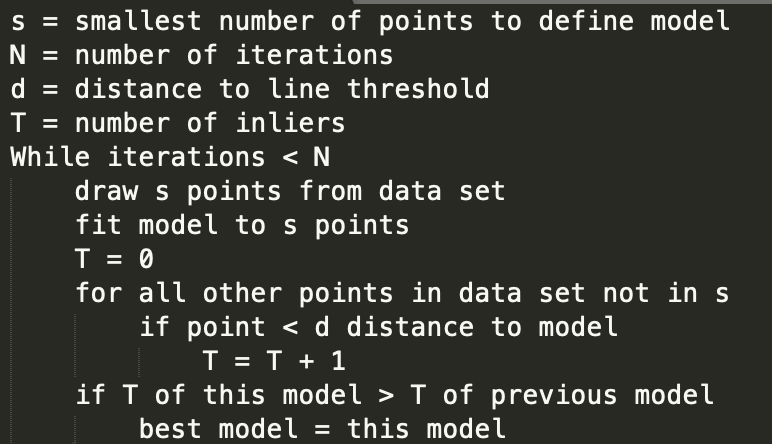 s = smallest number of points to define model
N = number of iterations
d = distance to line threshold
T = number of inliers
While iterations < N
    draw s points from data set
    fit model to s points
    T = 0
    for all other points in data set not in s
        if point < d distance to model
            T = T + 1
    if T of this model > T of previous model
        best model = this model